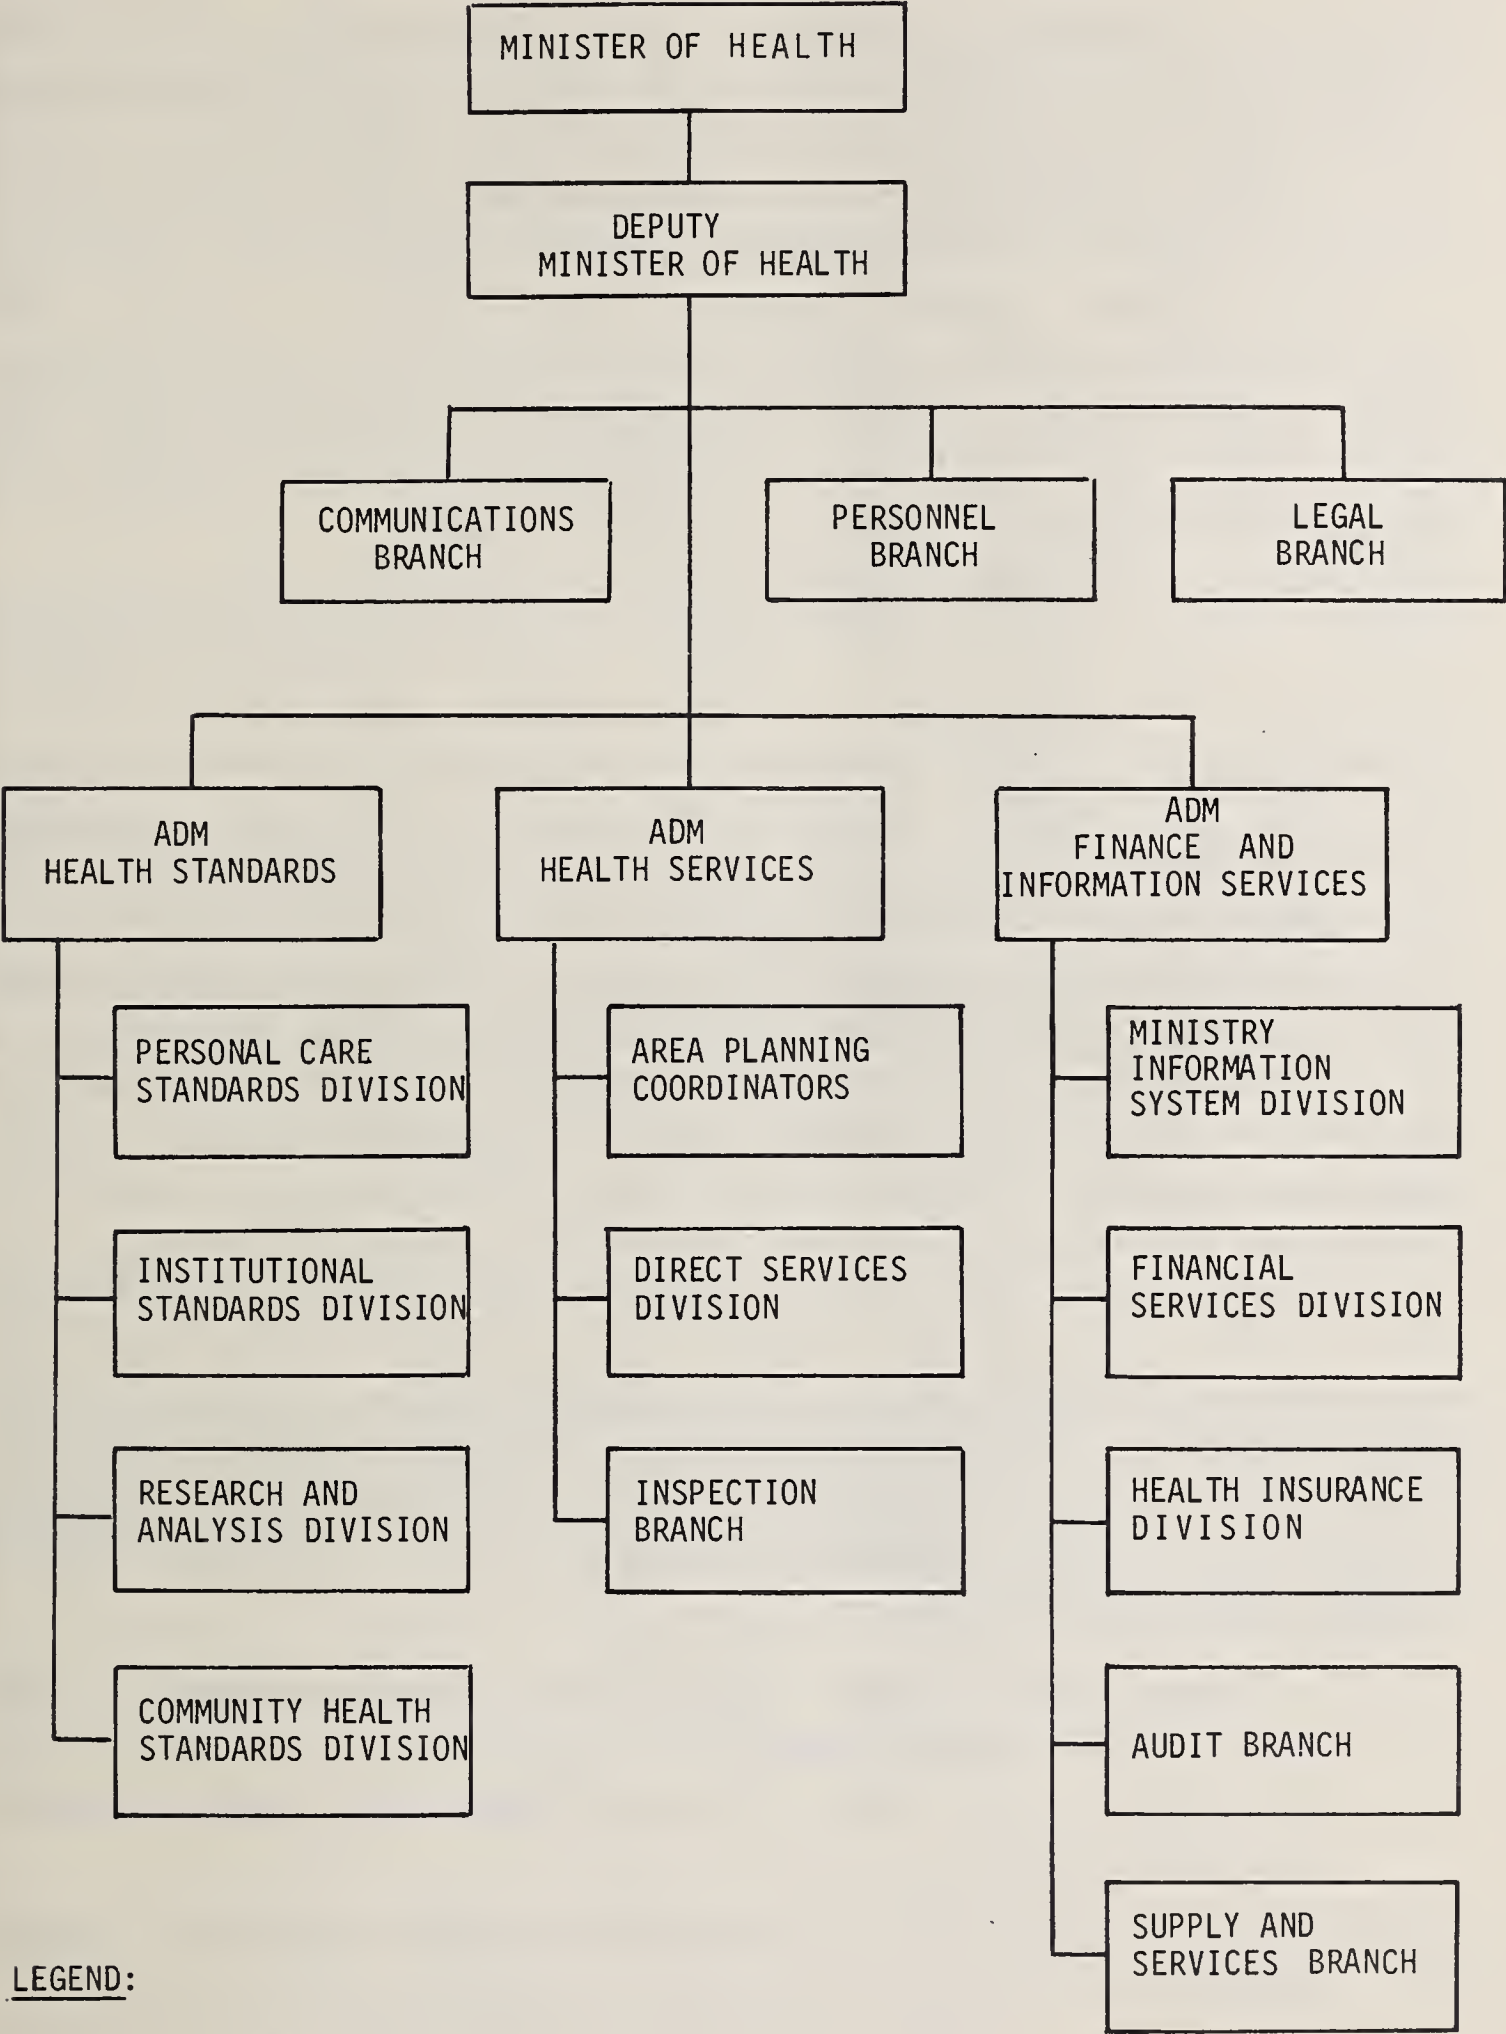 MINISTER OF HEALTH
DEPUTY
MINISTER OF HEALTH
COMMUNICATIONS
BRANCH
PERSONNEL
BRANCH
LEGAL
BRANCH
ADM
HEALTH STANDARDS
ADM
HEALTH SERVICES
ADM
FINANCE AND
INFORMATION SERVICES
PERSONAL CARE
STANDARDS DIVISION
INSTITUTIONAL
STANDARDS DIVISION
RESEARCH AND
ANALYSIS DIVISION
COMMUNITY HEALTH
STANDARDS DIVISION
AREA PLANNING
COORDINATORS
DIRECT SERVICES
DIVISION
INSPECTION
BRANCH
MINISTRY
INFORMATION
SYSTEM DIVISION
FINANCIAL
SERVICES DIVISION
HEALTH INSURANCE
DIVISION
AUDIT BRANCH
SUPPLY AND
SERVICES BRANCH
LEGEND: